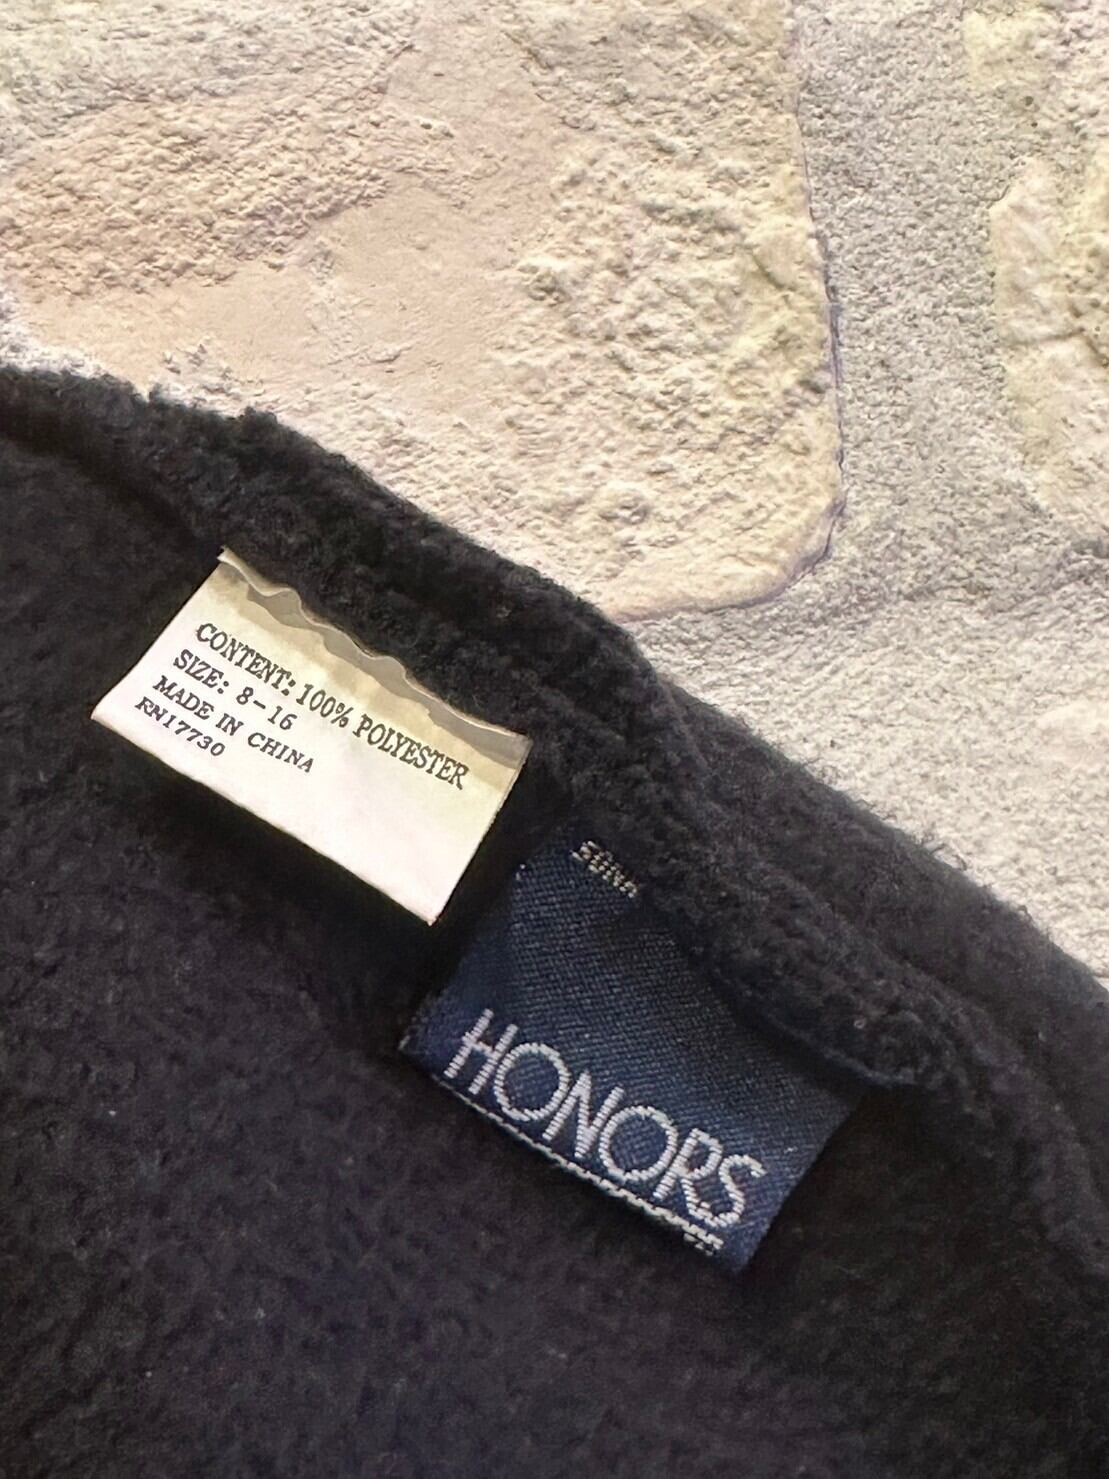 CONTENT: 100% POLYESTER
SIZE: 8-16
MADE IN CHINA
RN17730
HONORS